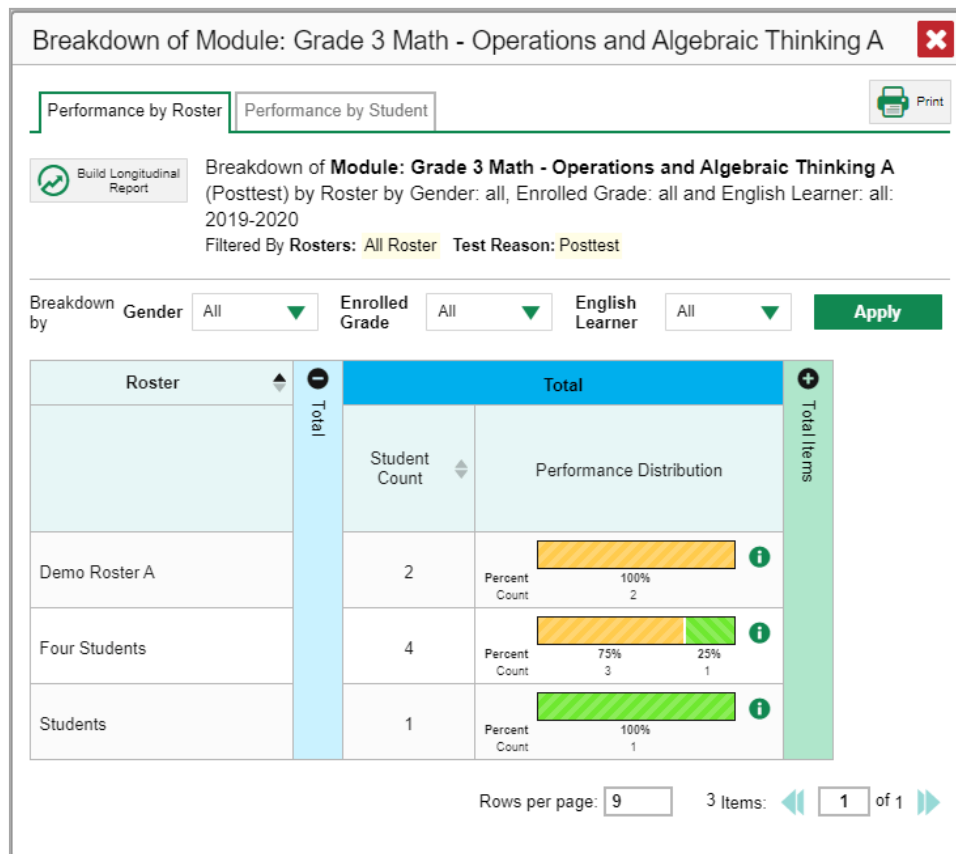 Breakdown of Module: Grade 3 Math - Operations and Algebraic Thinking A
Performance by Roster
Performance by Student
Print
Build Longitudinal
Report
Breakdown of Module: Grade 3 Math - Operations and Algebraic Thinking A
(Posttest) by Roster by Gender: all, Enrolled Grade: all and English Learner: all:
2019-2020
Filtered By Rosters: All Roster Test Reason: Posttest
Breakdown
by
Gender
All
Enrolled
Grade
All
English
Learner
All
Apply
Roster
Total
Total
Total Items
Student
Count
Performance Distribution
Demo Roster A
2
Percent 100%
Count 2
Four Students
4
Percent 75% 25%
Count 3 1
Students
1
Percent 100%
Count 1
Rows per page: 9
3 Items:
1 of 1